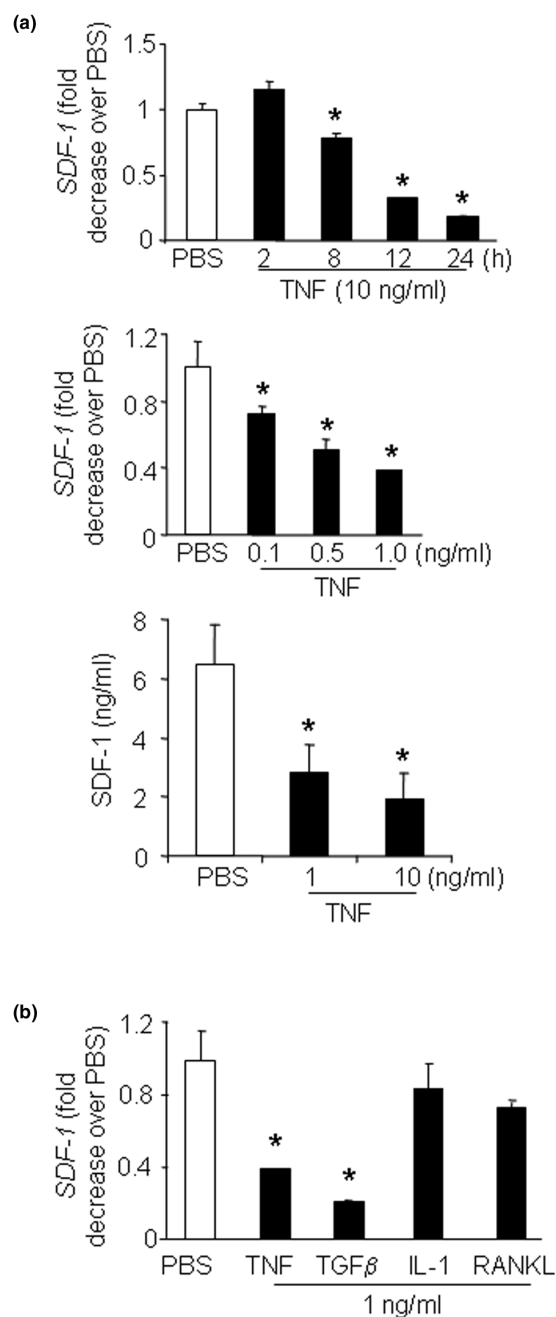 (a)
SDF-1 (fold
decrease over PBS)
1.5
1
0.5
0
*
*
*
PBS 2 8 12 24 (h)
TNF (10 ng/ml)
SDF-1 (fold
decrease over PBS)
1.2
0.8
0.4
0
*
*
*
PBS 0.1 0.5 1.0 (ng/ml)
TNF
SDF-1 (ng/ml)
8
6
4
2
0
*
*
PBS 1 10 (ng/ml)
TNF
(b)
SDF-1 (fold
decrease over PBS)
1.2
0.8
0.4
0
*
*
PBS TNF TGFβ IL-1 RANKL
1 ng/ml